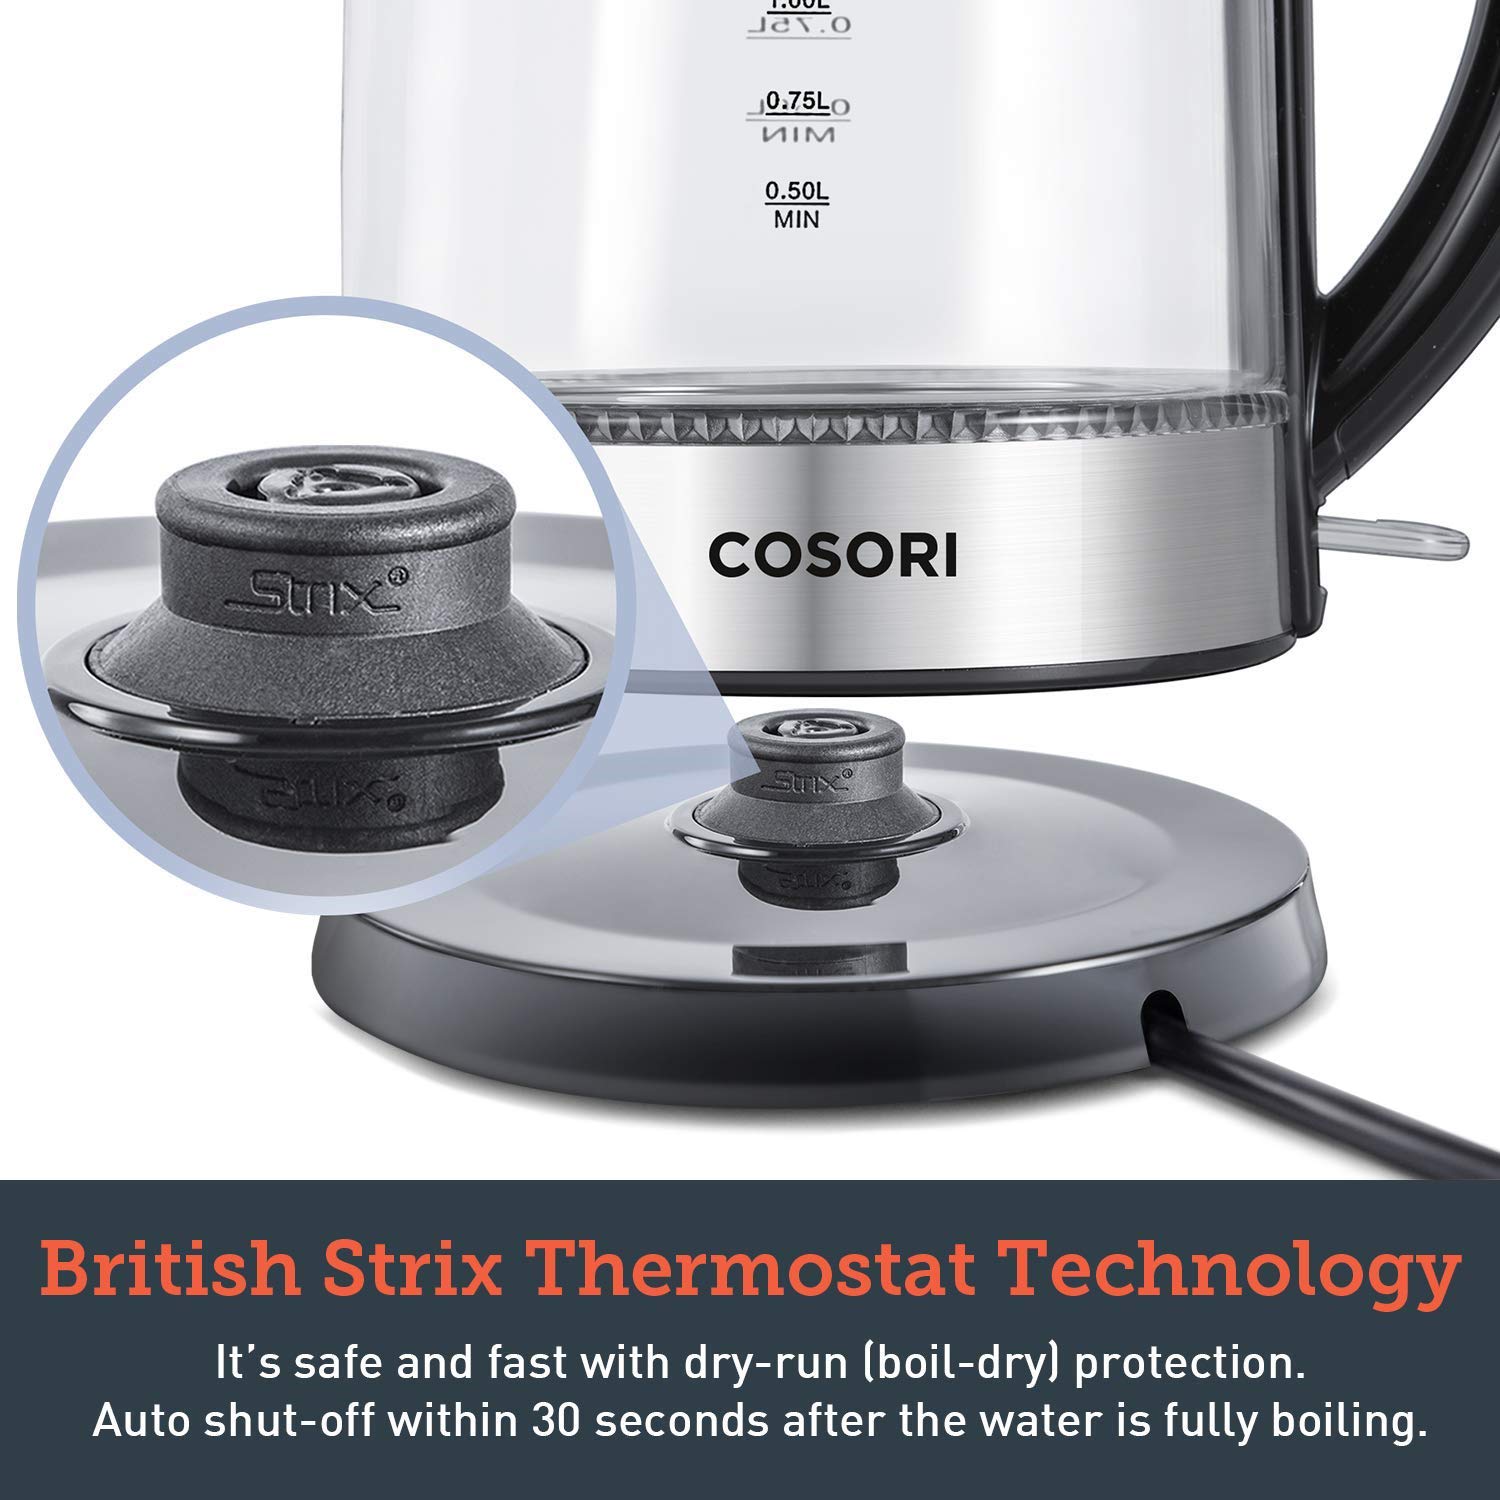 1.00L
0.75L
0.75L
MIN
0.50L
MIN
Strix®
COSORI
Strix®
Strix®
Strix®
British Strix Thermostat Technology
It’s safe and fast with dry-run (boil-dry) protection.
Auto shut-off within 30 seconds after the water is fully boiling.